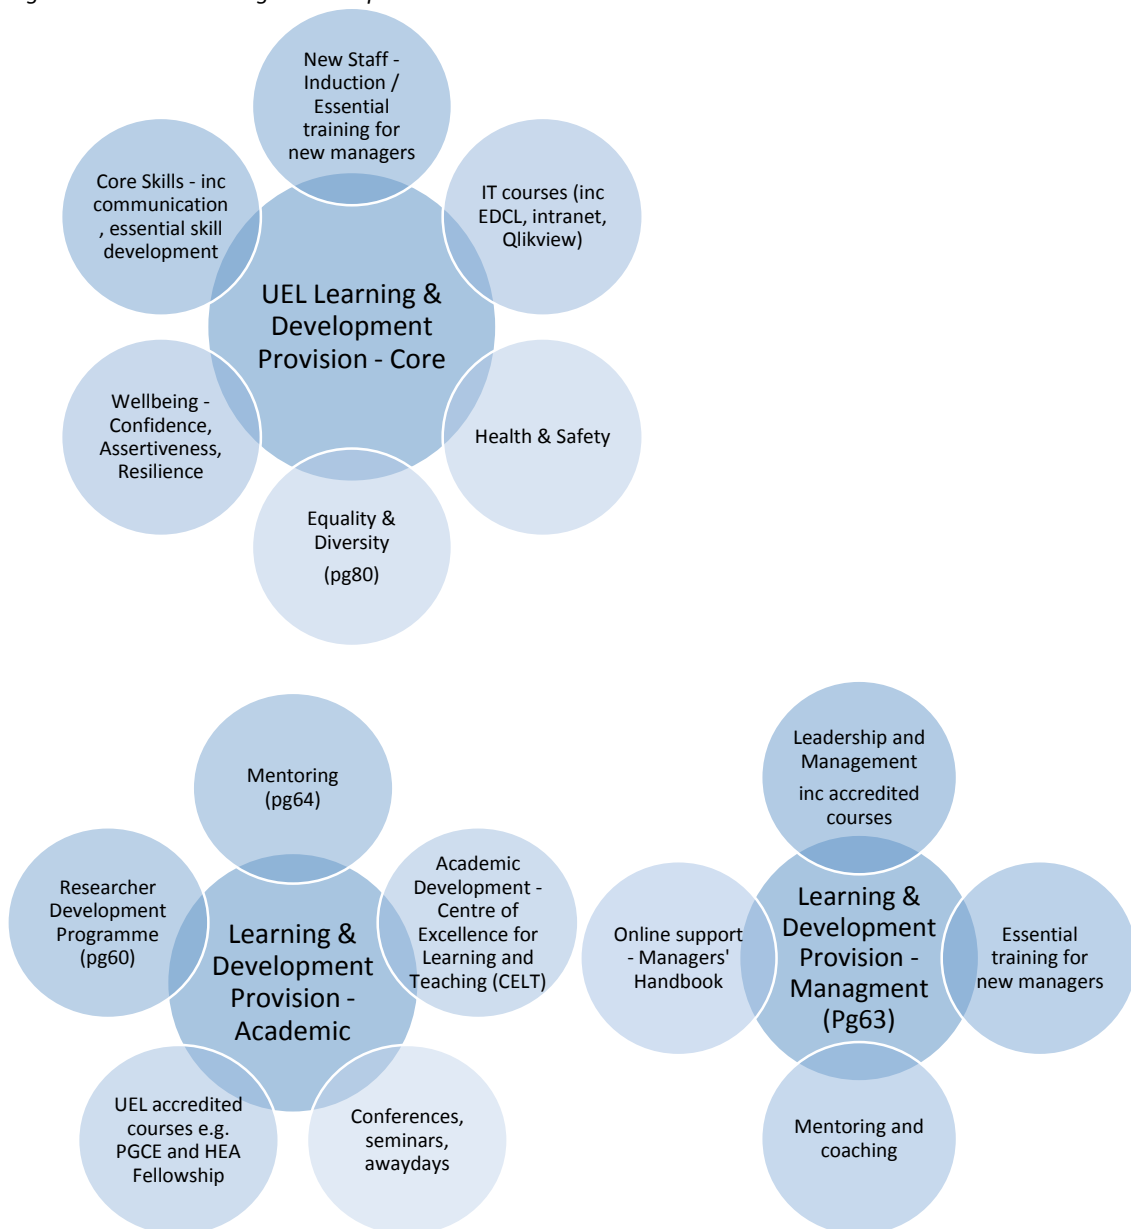 New Staff -
Induction /
Essential
training for
new managers
Core Skills - inc
communication
, essential skill
development
IT courses (inc
EDCL, intranet,
Qlikview)
UEL Learning &
Development
Provision - Core
Wellbeing -
Confidence,
Assertiveness,
Resilience
Health & Safety
Equality &
Diversity
(pg80)
Mentoring
(pg64)
Researcher
Development
Programme
(pg60)
Academic
Development -
Centre of
Excellence for
Learning and
Teaching (CELT)
Learning &
Development
Provision -
Academic
UEL accredited
courses e.g.
PGCE and HEA
Fellowship
Conferences,
seminars,
awaydays
Leadership and
Management
inc accredited
courses
Online support
- Managers'
Handbook
Learning &
Development
Provision -
Managment
(Pg63)
Essential
training for
new managers
Mentoring and
coaching